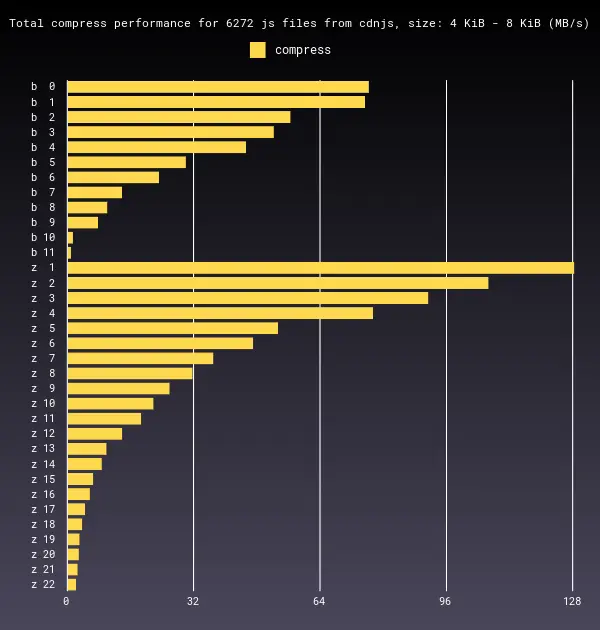 Total compress performance for 6272 js files from cdnjs, size: 4 KiB - 8 KiB (MB/s)
compress
b 0
b 1
b 2
b 3
b 4
b 5
b 6
b 7
b 8
b 9
b 10
b 11
z 1
z 2
z 3
z 4
z 5
z 6
z 7
z 8
z 9
z 10
z 11
z 12
z 13
z 14
z 15
z 16
z 17
z 18
z 19
z 20
z 21
z 22
0 32 64 96 128